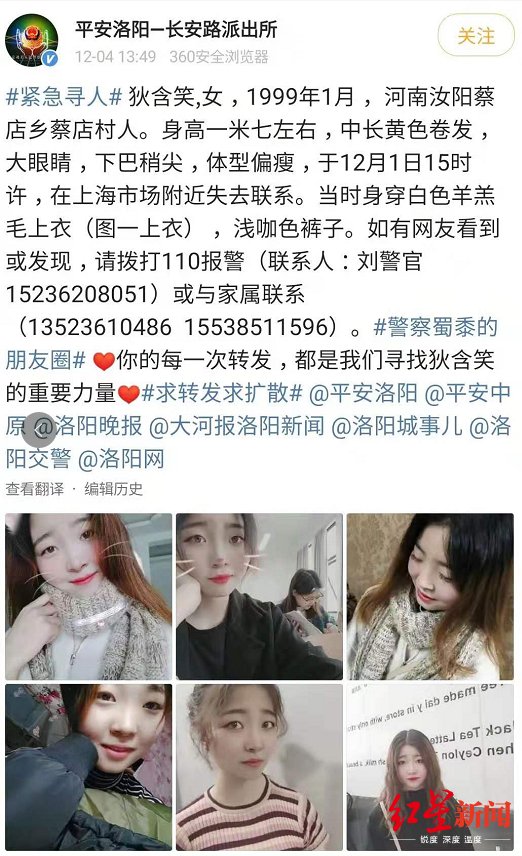 平安洛阳—长安路派出所
12-04 13:49 360安全浏览器
关注
#紧急寻人# 狄含笑,女，1999年1月，河南汝阳蔡
店乡蔡店村人。身高一米七左右，中长黄色卷发，
大眼睛，下巴稍尖，体型偏瘦，于12月1日15时
许，在上海市场附近失去联系。当时身穿白色羊羔
毛上衣（图一上衣），浅咖色裤子。如有网友看到
或发现，请拨打110报警（联系人：刘警官
15236208051）或与家属联系
（13523610486 15538511596）。#警察蜀黍的
朋友圈# ❤你的每一次转发，都是我们寻找狄含笑
的重要力量❤#求转发求扩散# @平安洛阳 @平安中
原 @洛阳晚报 @大河报洛阳新闻 @洛阳城事儿 @洛
阳交警 @洛阳网
查看翻译 · 编辑历史
ree made daily in store,
with only
lack Tea Latte
hen Ceylon
红星新闻
锐度 深度 温度